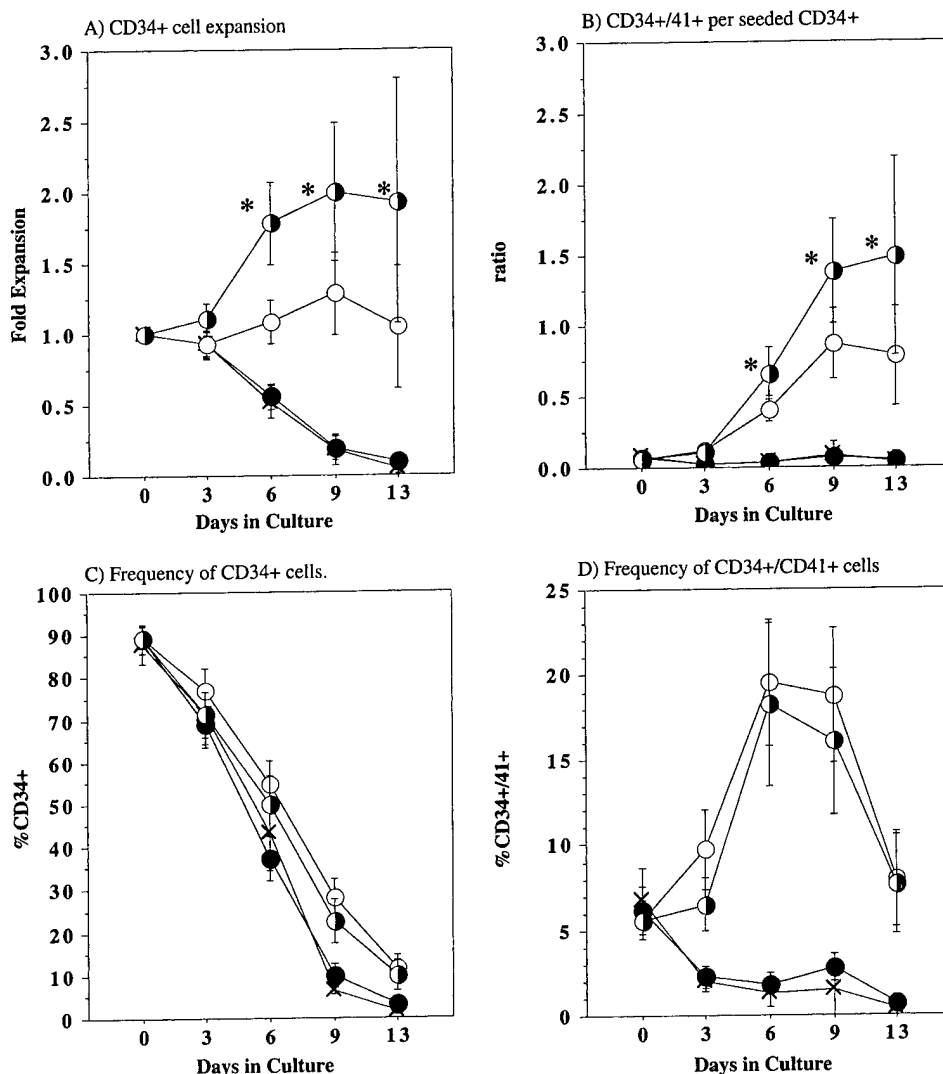 A) CD34+ cell expansion
3.0
2.5
2.0
1.5
1.0
0.5
0.0
Fold Expansion
* * *
0 3 6 9 13
Days in Culture
B) CD34+/41+ per seeded CD34+
3.0
2.5
2.0
1.5
1.0
0.5
0.0
ratio
* * *
0 3 6 9 13
Days in Culture
C) Frequency of CD34+ cells.
100
90
80
70
60
50
40
30
20
10
0
%CD34+
0 3 6 9 13
Days in Culture
D) Frequency of CD34+/CD41+ cells
25
20
15
10
5
0
%CD34+/41+
0 3 6 9 13
Days in Culture